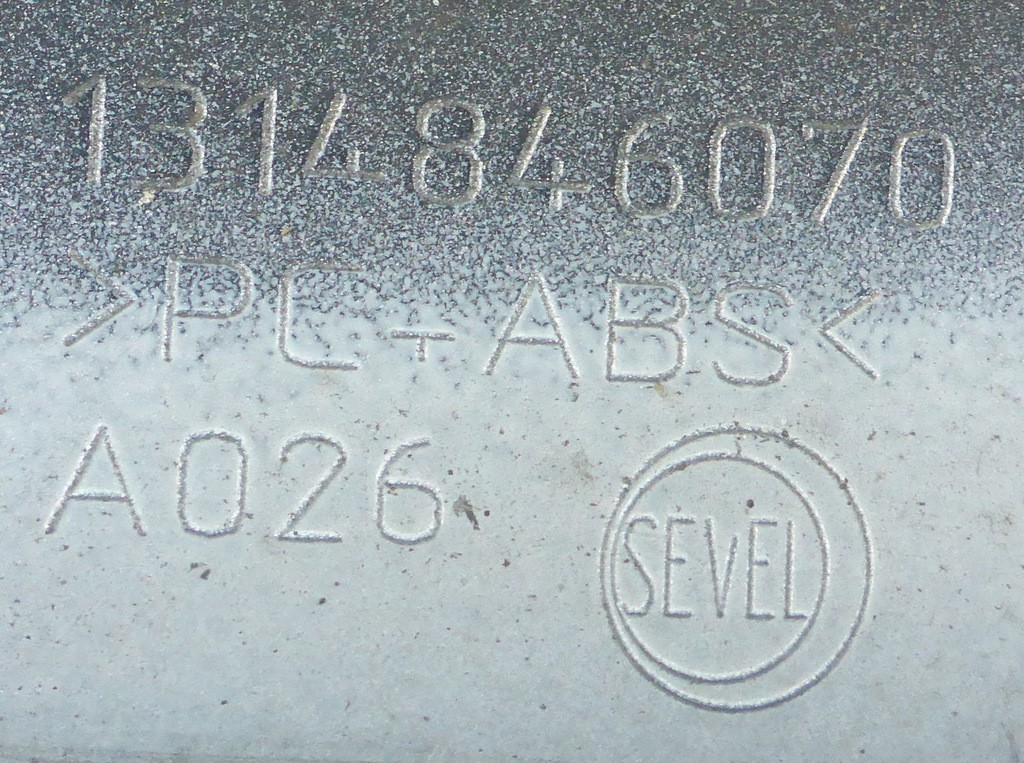 1314846070
>PC-ABS<
A026
SEVEL